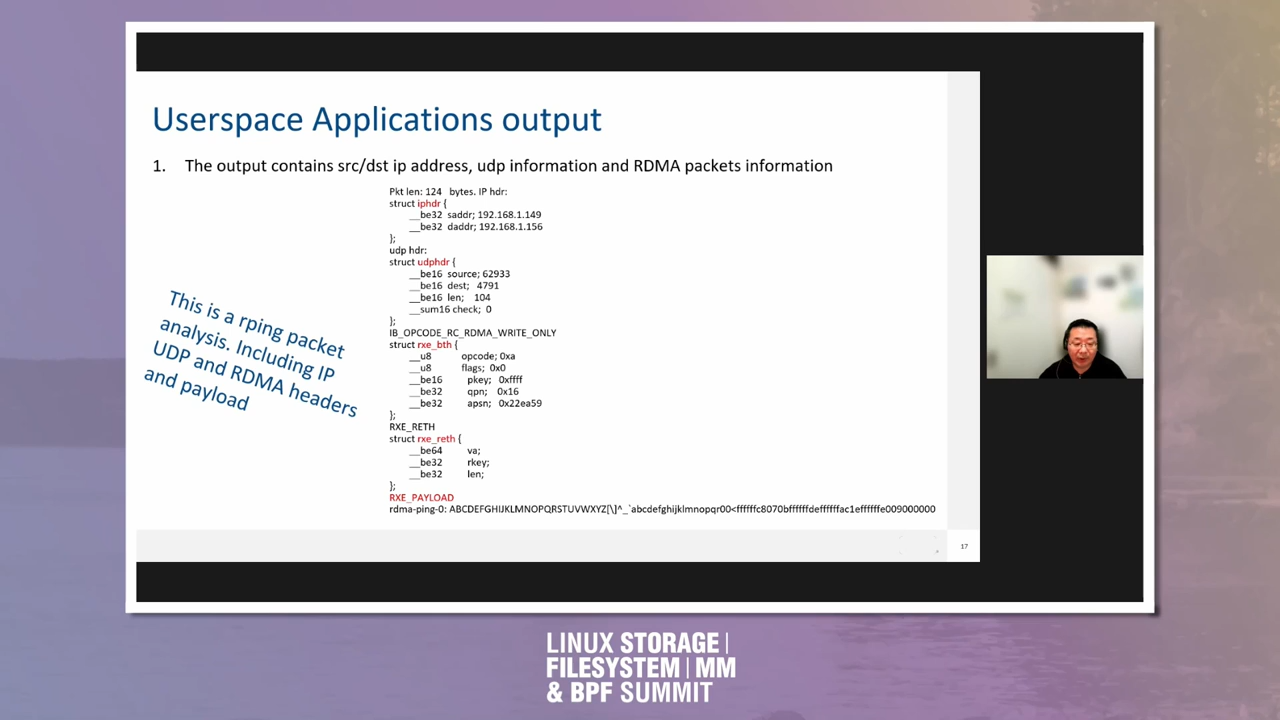 Userspace Applications output
1. The output contains src/dst ip address, udp information and RDMA packets information
Pkt len: 124 bytes. IP hdr:
struct iphdr {
__be32 saddr; 192.168.1.149
__be32 daddr; 192.168.1.156
};
udp hdr:
struct udphdr {
__be16 source; 62933
__be16 dest; 4791
__be16 len; 104
__sum16 check; 0
};
IB_OPCODE_RC_RDMA_WRITE_ONLY
struct rxe_bth {
__u8 opcode; 0xa
__u8 flags; 0x0
__be16 pkey; 0xffff
__be32 qpn; 0x16
__be32 apsn; 0x22ea59
};
RXE_RETH
struct rxe_reth {
__be64 va;
__be32 rkey;
__be32 len;
};
RXE_PAYLOAD
rdma-ping-0: ABCDEFGHIJKLMNOPQRSTUVWXYZ[\]^_`abcdefghijklmnopqr00<ffffffc8070bffffffdeffffffac1effffffe009000000
This is a rping packet
analysis. Including IP
UDP and RDMA headers
and payload
17
LINUX STORAGE |
FILESYSTEM | MM
& BPF SUMMIT